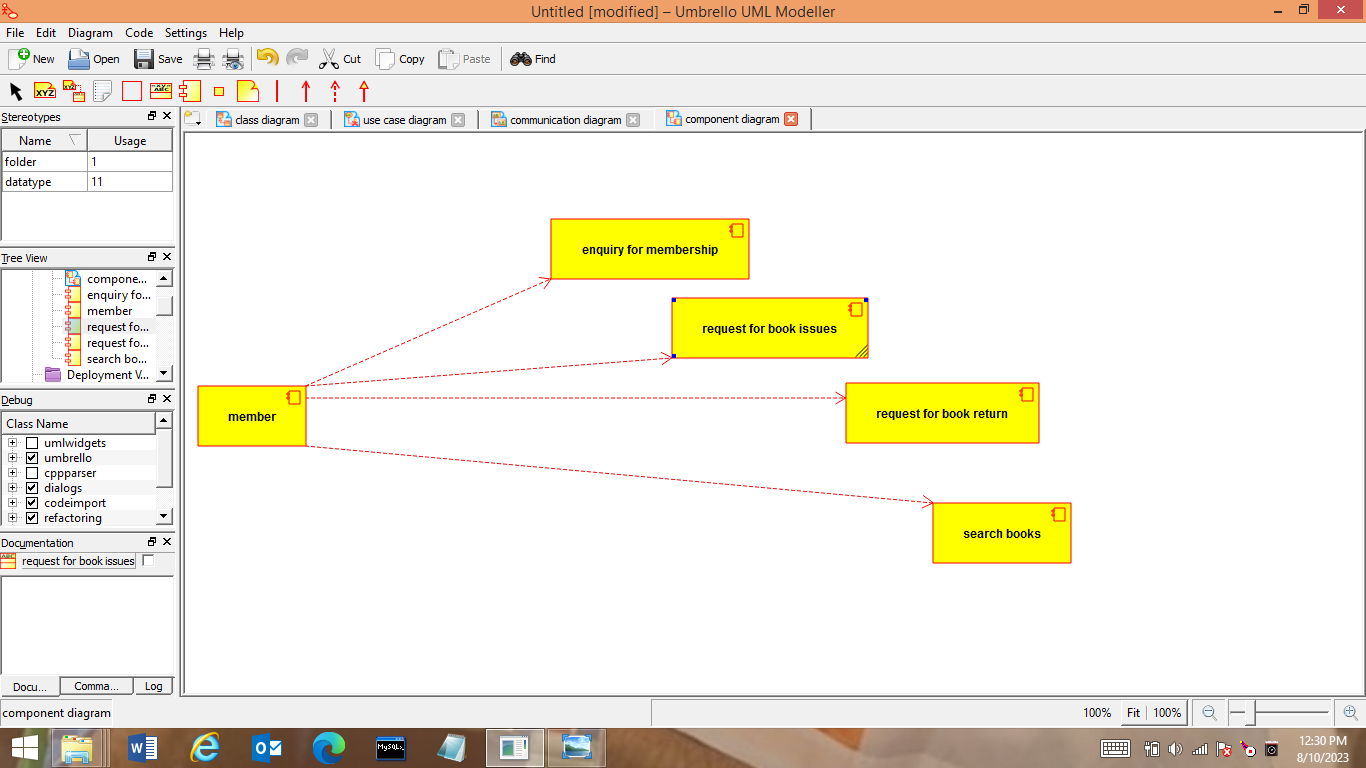 Untitled [modified] – Umbrello UML Modeller
File Edit Diagram Code Settings Help
New Open Save Cut Copy Paste Find
XYZ
Stereotypes
Name Usage
folder 1
datatype 11
class diagram use case diagram communication diagram component diagram
Tree View
compone...
enquiry fo...
member
request fo...
request fo...
search bo...
Deployment V...
Debug
Class Name
umlwidgets
umbrello
cppparser
dialogs
codeimport
refactoring
Documentation
request for book issues
Docu... Comma... Log
enquiry for membership
request for book issues
member
request for book return
search books
component diagram
100% Fit 100%
MySQL
12:30 PM
8/10/2023